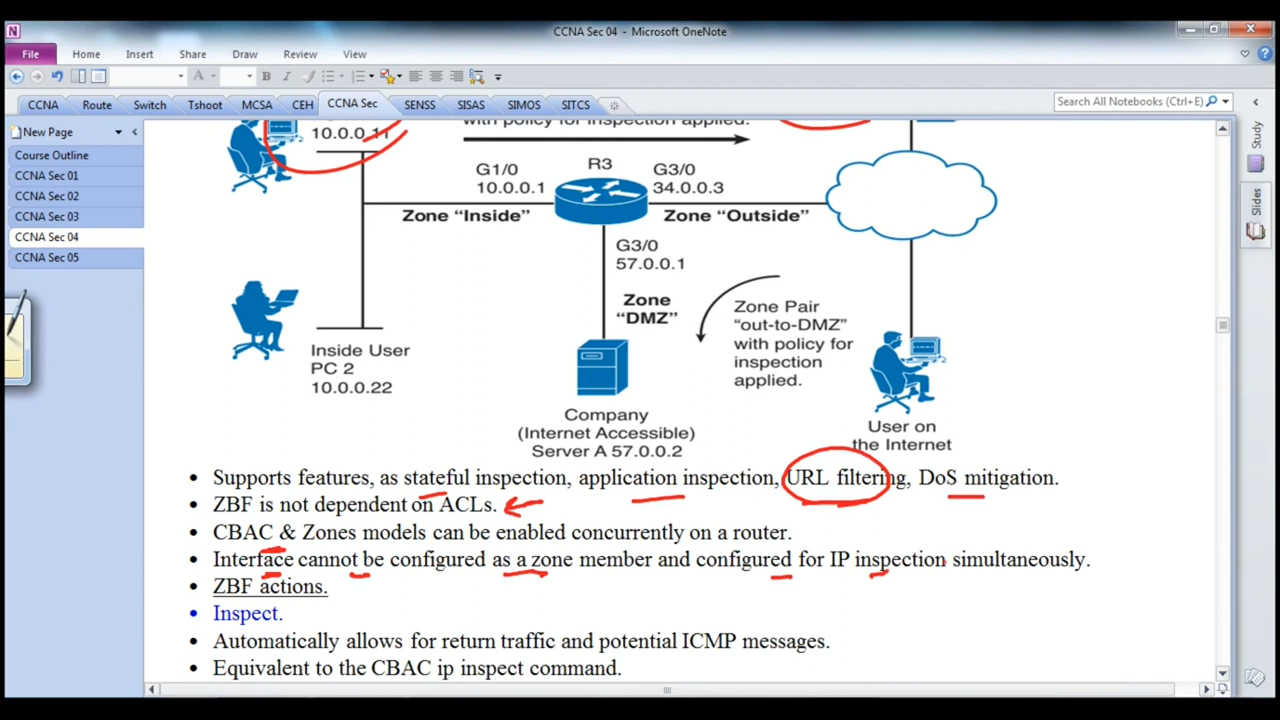 CCNA Sec 04 - Microsoft OneNote
File Home Insert Share Draw Review View
CCNA Route Switch Tshoot MCSA CEH CCNA Sec SENSS SISAS SIMOS SITCS
Search All Notebooks (Ctrl+E)
New Page
Course Outline
CCNA Sec 01
CCNA Sec 02
CCNA Sec 03
CCNA Sec 04
CCNA Sec 05
Study
Slides
10.0.0.11
with policy for inspection applied.
G1/0
10.0.0.1
R3
G3/0
34.0.0.3
Zone “Inside”
Zone “Outside”
G3/0
57.0.0.1
Zone
“DMZ”
Zone Pair
“out-to-DMZ”
with policy for
inspection
applied.
Inside User
PC 2
10.0.0.22
Company
(Internet Accessible)
Server A 57.0.0.2
User on
the Internet
• Supports features, as stateful inspection, application inspection, URL filtering, DoS mitigation.
• ZBF is not dependent on ACLs.
• CBAC & Zones models can be enabled concurrently on a router.
• Interface cannot be configured as a zone member and configured for IP inspection simultaneously.
• ZBF actions.
• Inspect.
• Automatically allows for return traffic and potential ICMP messages.
• Equivalent to the CBAC ip inspect command.